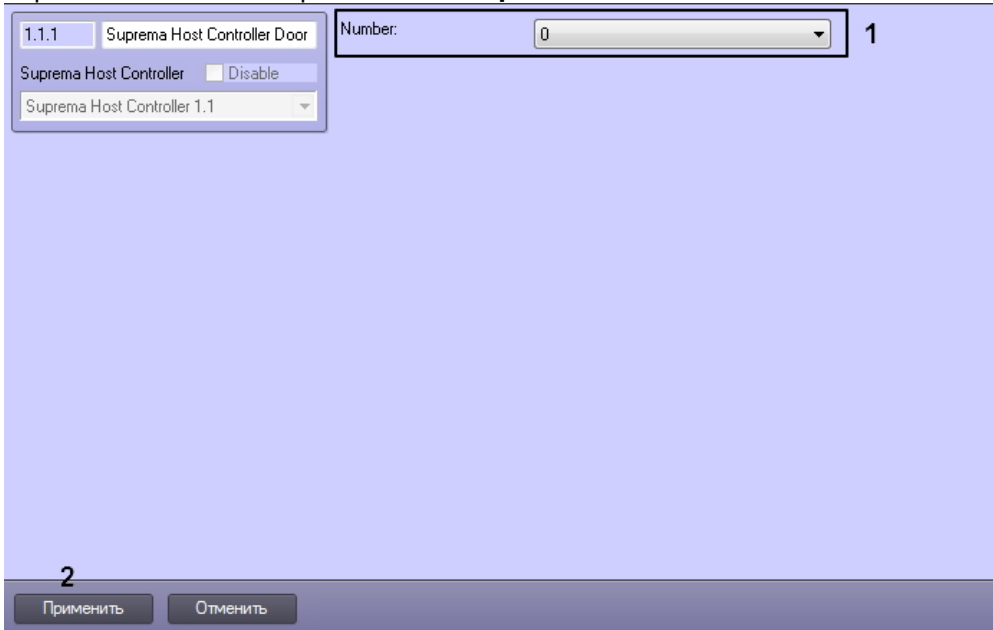 1.1.1 Suprema Host Controller Door
Number: 0 1
Suprema Host Controller Disable
Suprema Host Controller 1.1
2
Применить Отменить